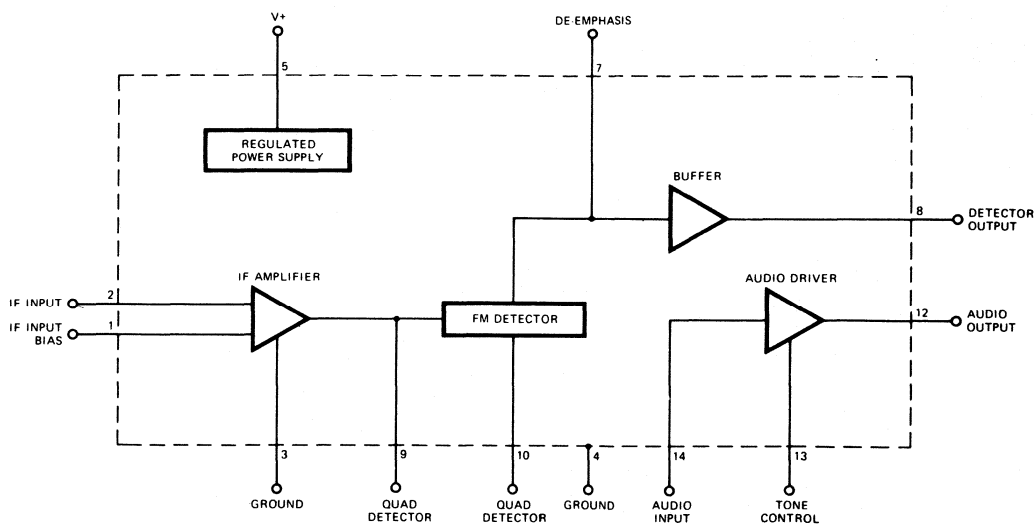 V+
DE-EMPHASIS
5
7
REGULATED
POWER SUPPLY
BUFFER
8
DETECTOR
OUTPUT
IF AMPLIFIER
AUDIO DRIVER
IF INPUT
2
FM DETECTOR
12
AUDIO
OUTPUT
IF INPUT
BIAS
1
3
9
10
4
14
13
GROUND
QUAD
DETECTOR
QUAD
DETECTOR
GROUND
AUDIO
INPUT
TONE
CONTROL